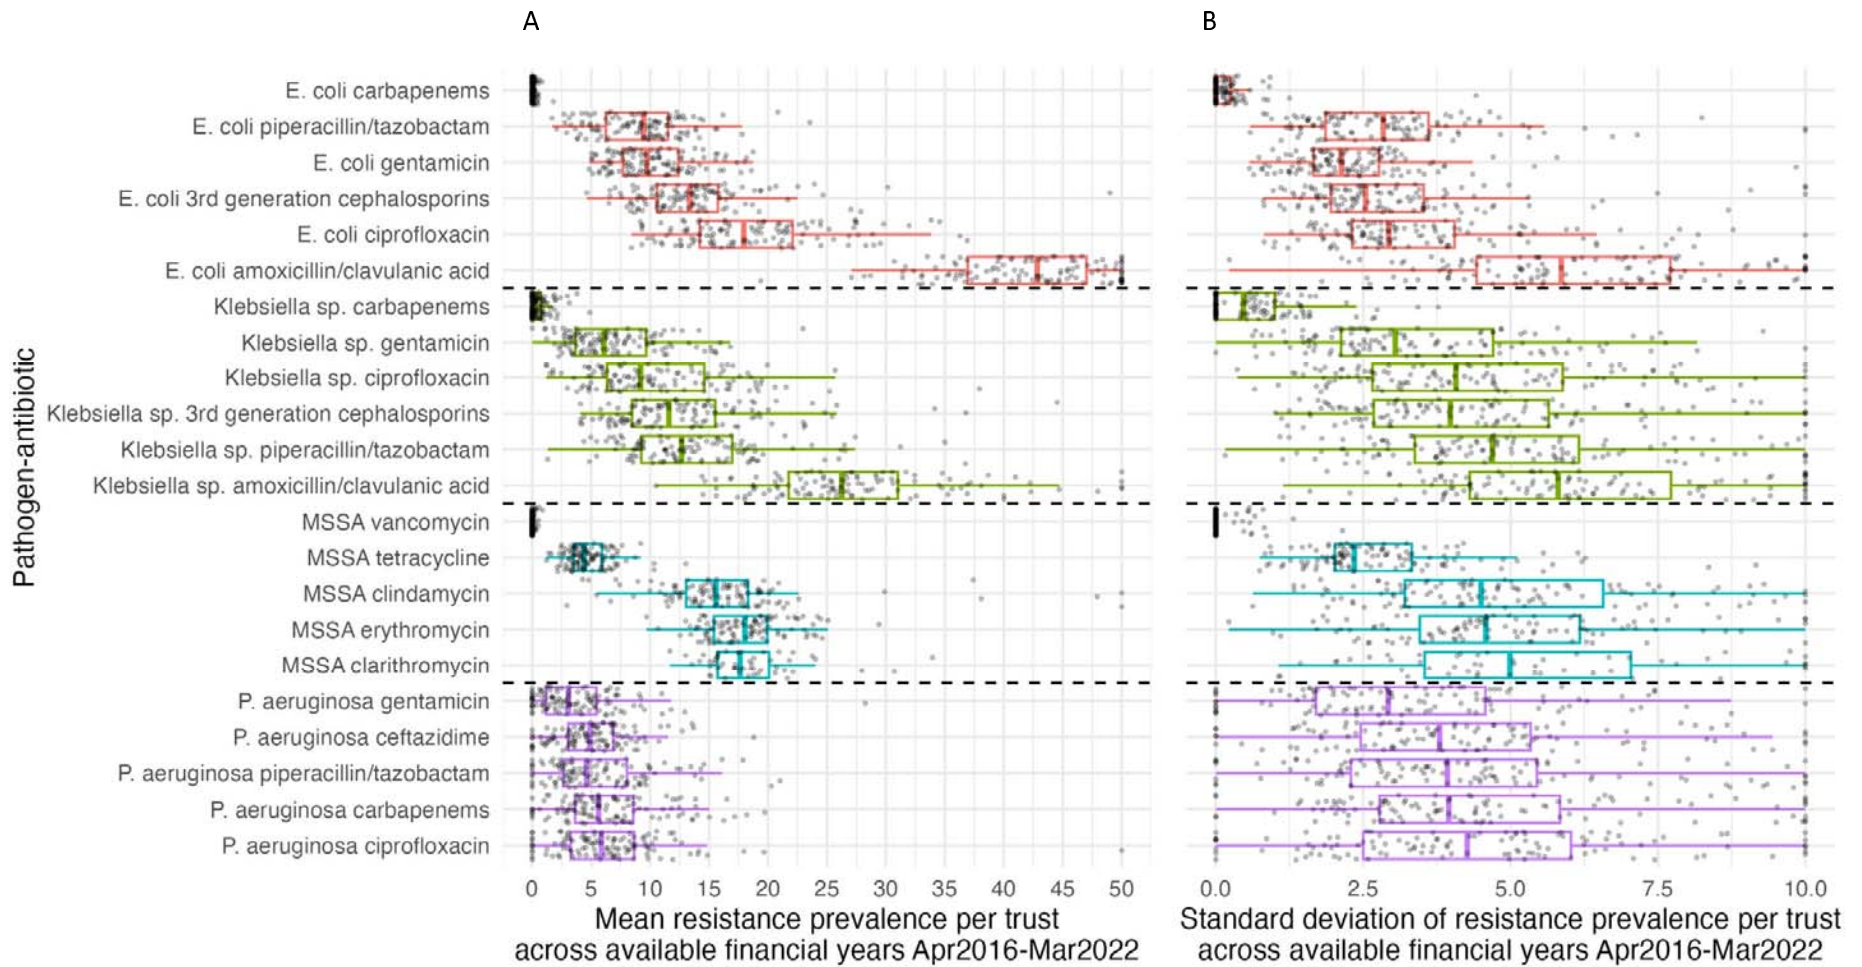 A
B
Pathogen-antibiotic
E. coli carbapenems
E. coli piperacillin/tazobactam
E. coli gentamicin
E. coli 3rd generation cephalosporins
E. coli ciprofloxacin
E. coli amoxicillin/clavulanic acid
Klebsiella sp. carbapenems
Klebsiella sp. gentamicin
Klebsiella sp. ciprofloxacin
Klebsiella sp. 3rd generation cephalosporins
Klebsiella sp. piperacillin/tazobactam
Klebsiella sp. amoxicillin/clavulanic acid
MSSA vancomycin
MSSA tetracycline
MSSA clindamycin
MSSA erythromycin
MSSA clarithromycin
P. aeruginosa gentamicin
P. aeruginosa ceftazidime
P. aeruginosa piperacillin/tazobactam
P. aeruginosa carbapenems
P. aeruginosa ciprofloxacin
0 5 10 15 20 25 30 35 40 45 50
Mean resistance prevalence per trust
across available financial years Apr2016-Mar2022
0.0 2.5 5.0 7.5 10.0
Standard deviation of resistance prevalence per trust
across available financial years Apr2016-Mar2022